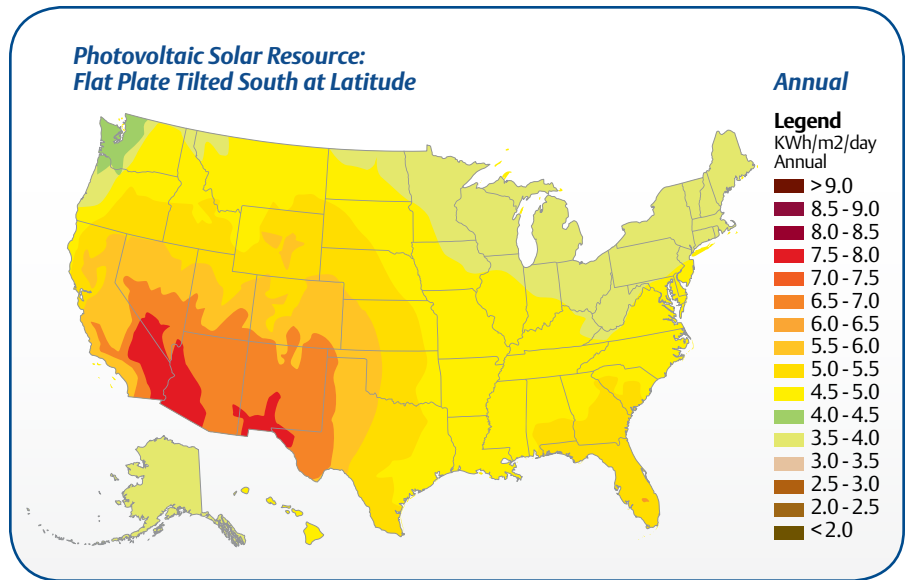 Photovoltaic Solar Resource:
Flat Plate Tilted South at Latitude
Annual
Legend
KWh/m2/day
Annual
>9.0
8.5 - 9.0
8.0 - 8.5
7.5 - 8.0
7.0 - 7.5
6.5 - 7.0
6.0 - 6.5
5.5 - 6.0
5.0 - 5.5
4.5 - 5.0
4.0 - 4.5
3.5 - 4.0
3.0 - 3.5
2.5 - 3.0
2.0 - 2.5
<2.0